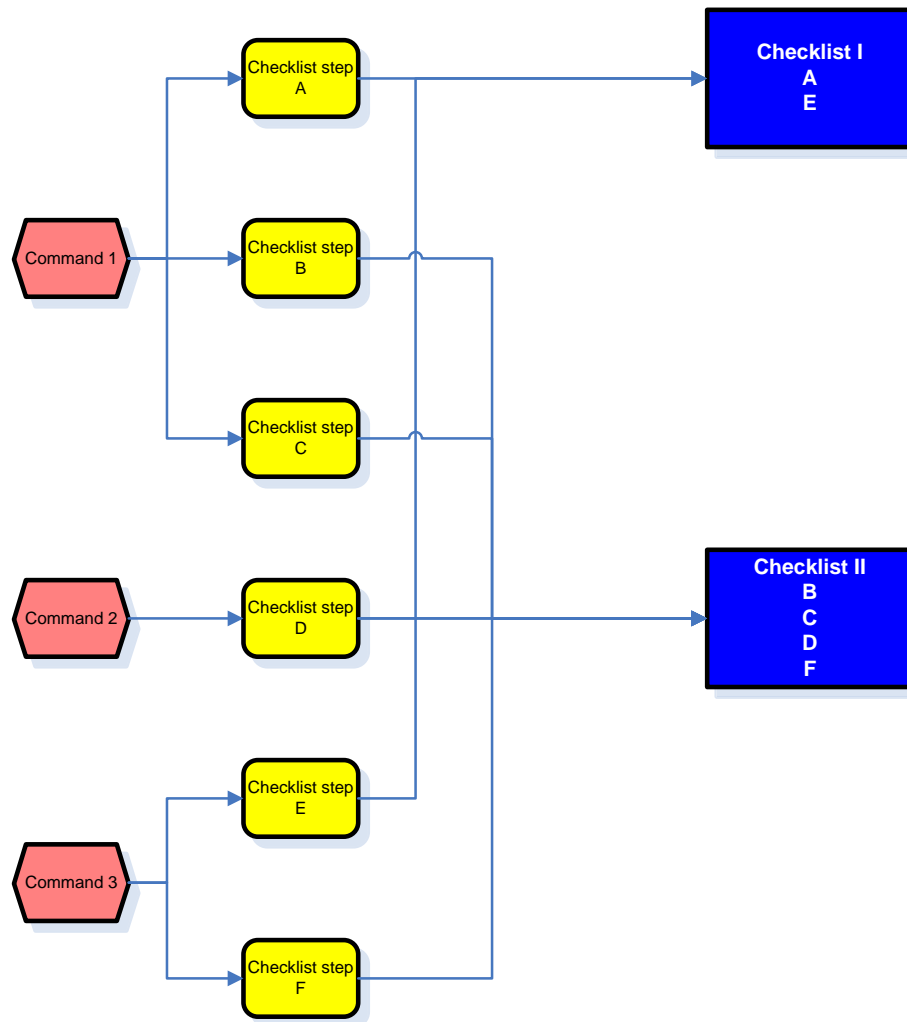 Checklist step
A
Checklist I
A
E
Command 1
Checklist step
B
Checklist step
C
Command 2
Checklist step
D
Checklist II
B
C
D
F
Checklist step
E
Command 3
Checklist step
F